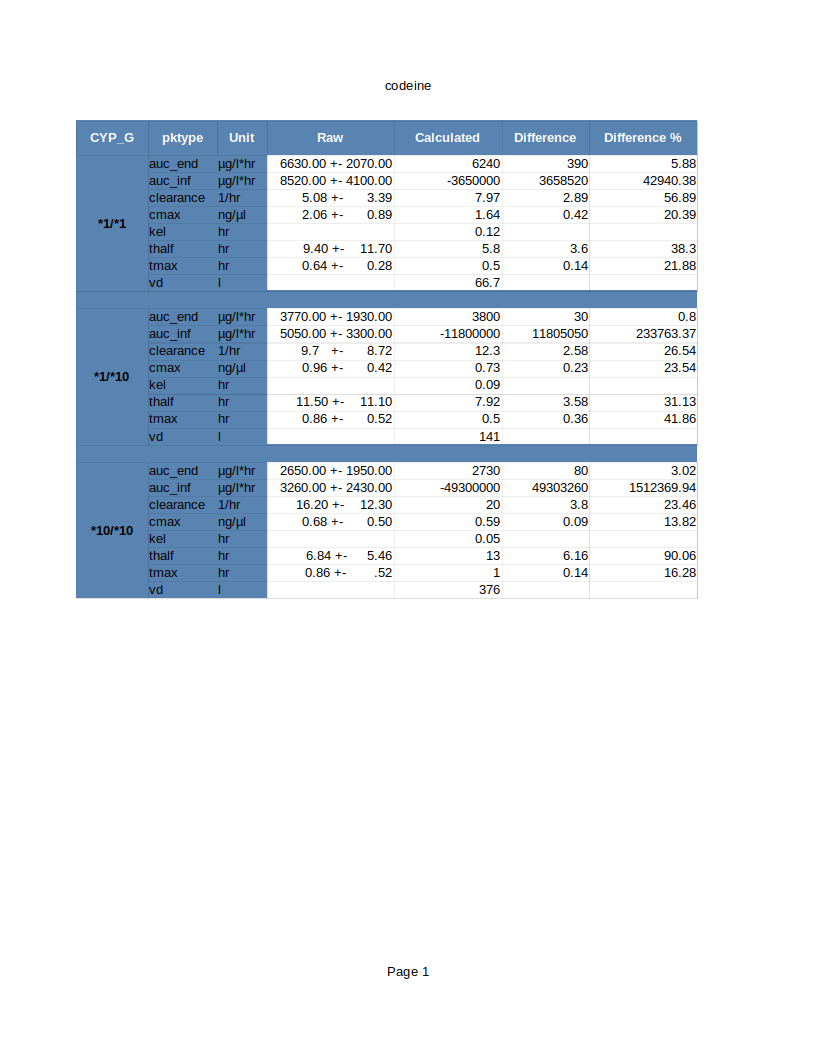 codeine
CYP_G pktype Unit Raw Calculated Difference Difference %
auc_end µg/l*hr 6630.00 +- 2070.00 6240 390 5.88
auc_inf µg/l*hr 8520.00 +- 4100.00 -3650000 3658520 42940.38
clearance 1/hr 5.08 +- 3.39 7.97 2.89 56.89
*1/*1 cmax ng/µl 2.06 +- 0.89 1.64 0.42 20.39
kel hr 0.12
thalf hr 9.40 +- 11.70 5.8 3.6 38.3
tmax hr 0.64 +- 0.28 0.5 0.14 21.88
vd l 66.7
auc_end µg/l*hr 3770.00 +- 1930.00 3800 30 0.8
auc_inf µg/l*hr 5050.00 +- 3300.00 -11800000 11805050 233763.37
clearance 1/hr 9.7 +- 8.72 12.3 2.58 26.54
*1/*10 cmax ng/µl 0.96 +- 0.42 0.73 0.23 23.54
kel hr 0.09
thalf hr 11.50 +- 11.10 7.92 3.58 31.13
tmax hr 0.86 +- 0.52 0.5 0.36 41.86
vd l 141
auc_end µg/l*hr 2650.00 +- 1950.00 2730 80 3.02
auc_inf µg/l*hr 3260.00 +- 2430.00 -49300000 49303260 1512369.94
clearance 1/hr 16.20 +- 12.30 20 3.8 23.46
*10/*10 cmax ng/µl 0.68 +- 0.50 0.59 0.09 13.82
kel hr 0.05
thalf hr 6.84 +- 5.46 13 6.16 90.06
tmax hr 0.86 +- .52 1 0.14 16.28
vd l 376
Page 1